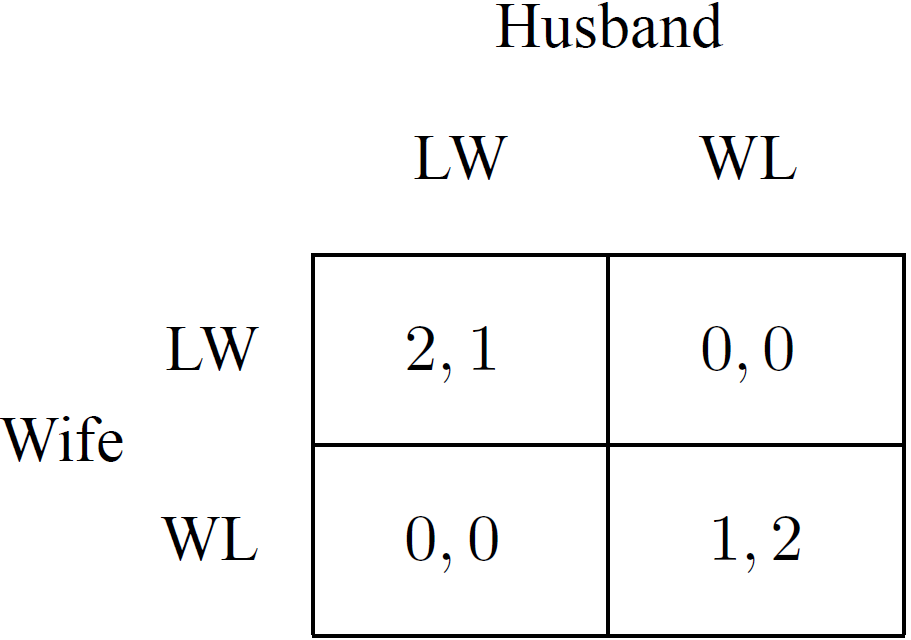 Husband
LW WL
LW 2, 1 0, 0
Wife
WL 0, 0 1, 2